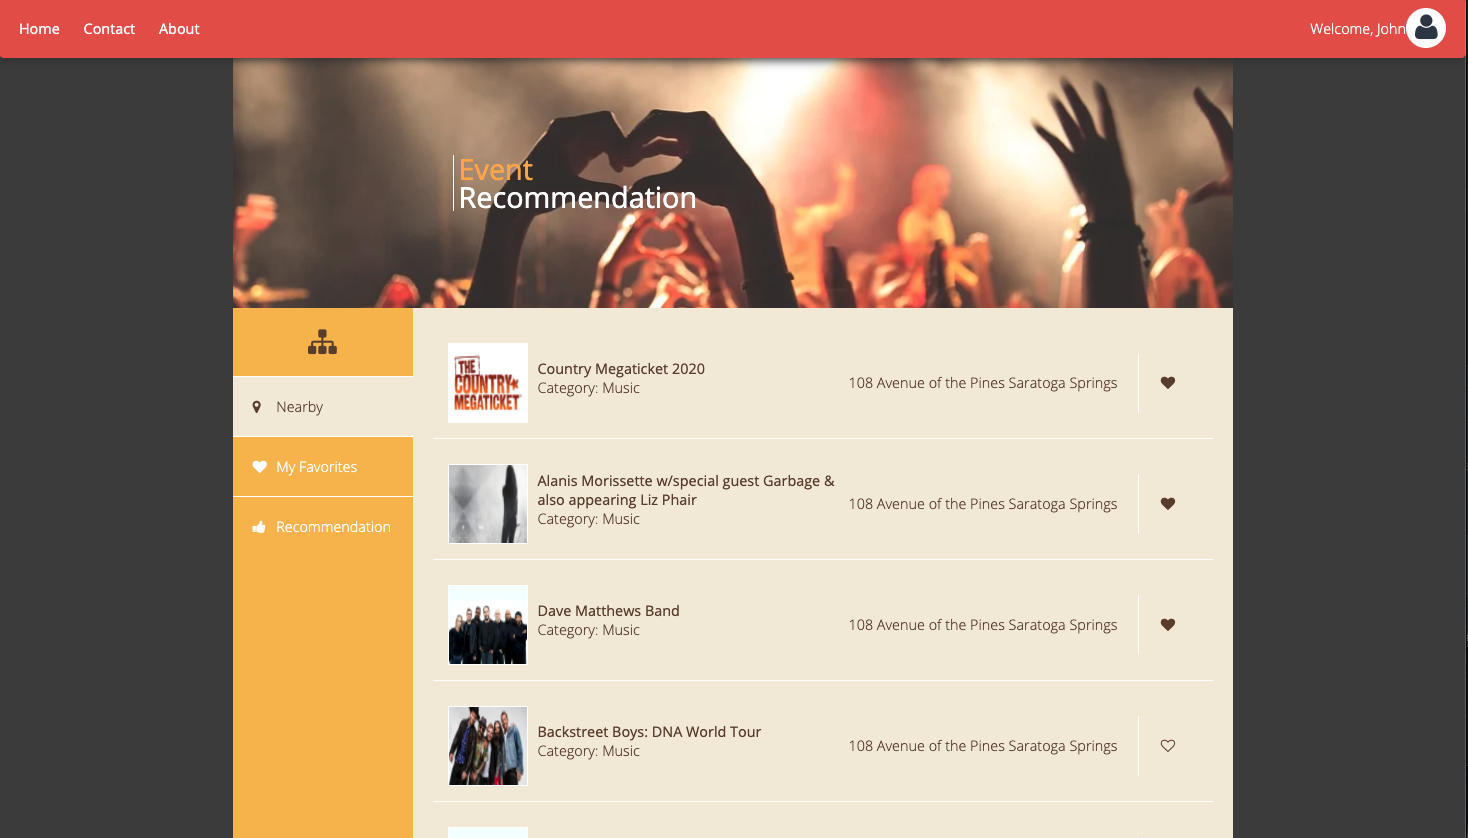 Home Contact About Welcome, John
Event
Recommendation
Nearby
My Favorites
Recommendation
THE
COUNTRY
MEGATICKET
Country Megaticket 2020
Category: Music
108 Avenue of the Pines Saratoga Springs
Alanis Morissette w/special guest Garbage &
also appearing Liz Phair
Category: Music
108 Avenue of the Pines Saratoga Springs
Dave Matthews Band
Category: Music
108 Avenue of the Pines Saratoga Springs
Backstreet Boys: DNA World Tour
Category: Music
108 Avenue of the Pines Saratoga Springs